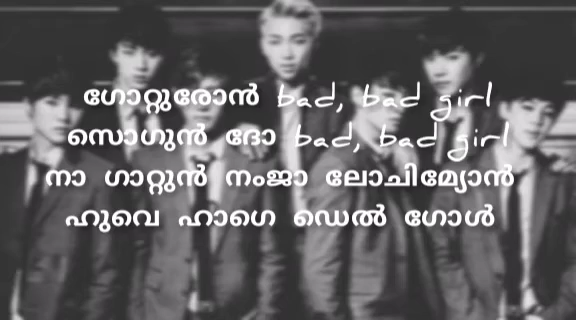 ഗോറ്റുരോൻ bad, bad girl
സൊഗുൻ ദോ bad, bad girl
നാ ഗാറ്റുൻ നംജാ ലോചിമ്യോൻ
ഹുവെ ഹാഗെ ഡെൽ ഗോൾ